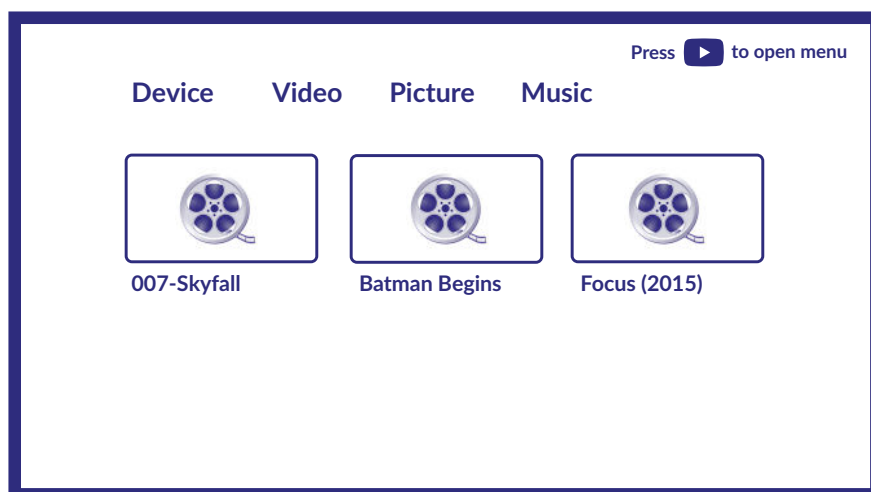 Press to open menu
Device Video Picture Music
007-Skyfall Batman Begins Focus (2015)